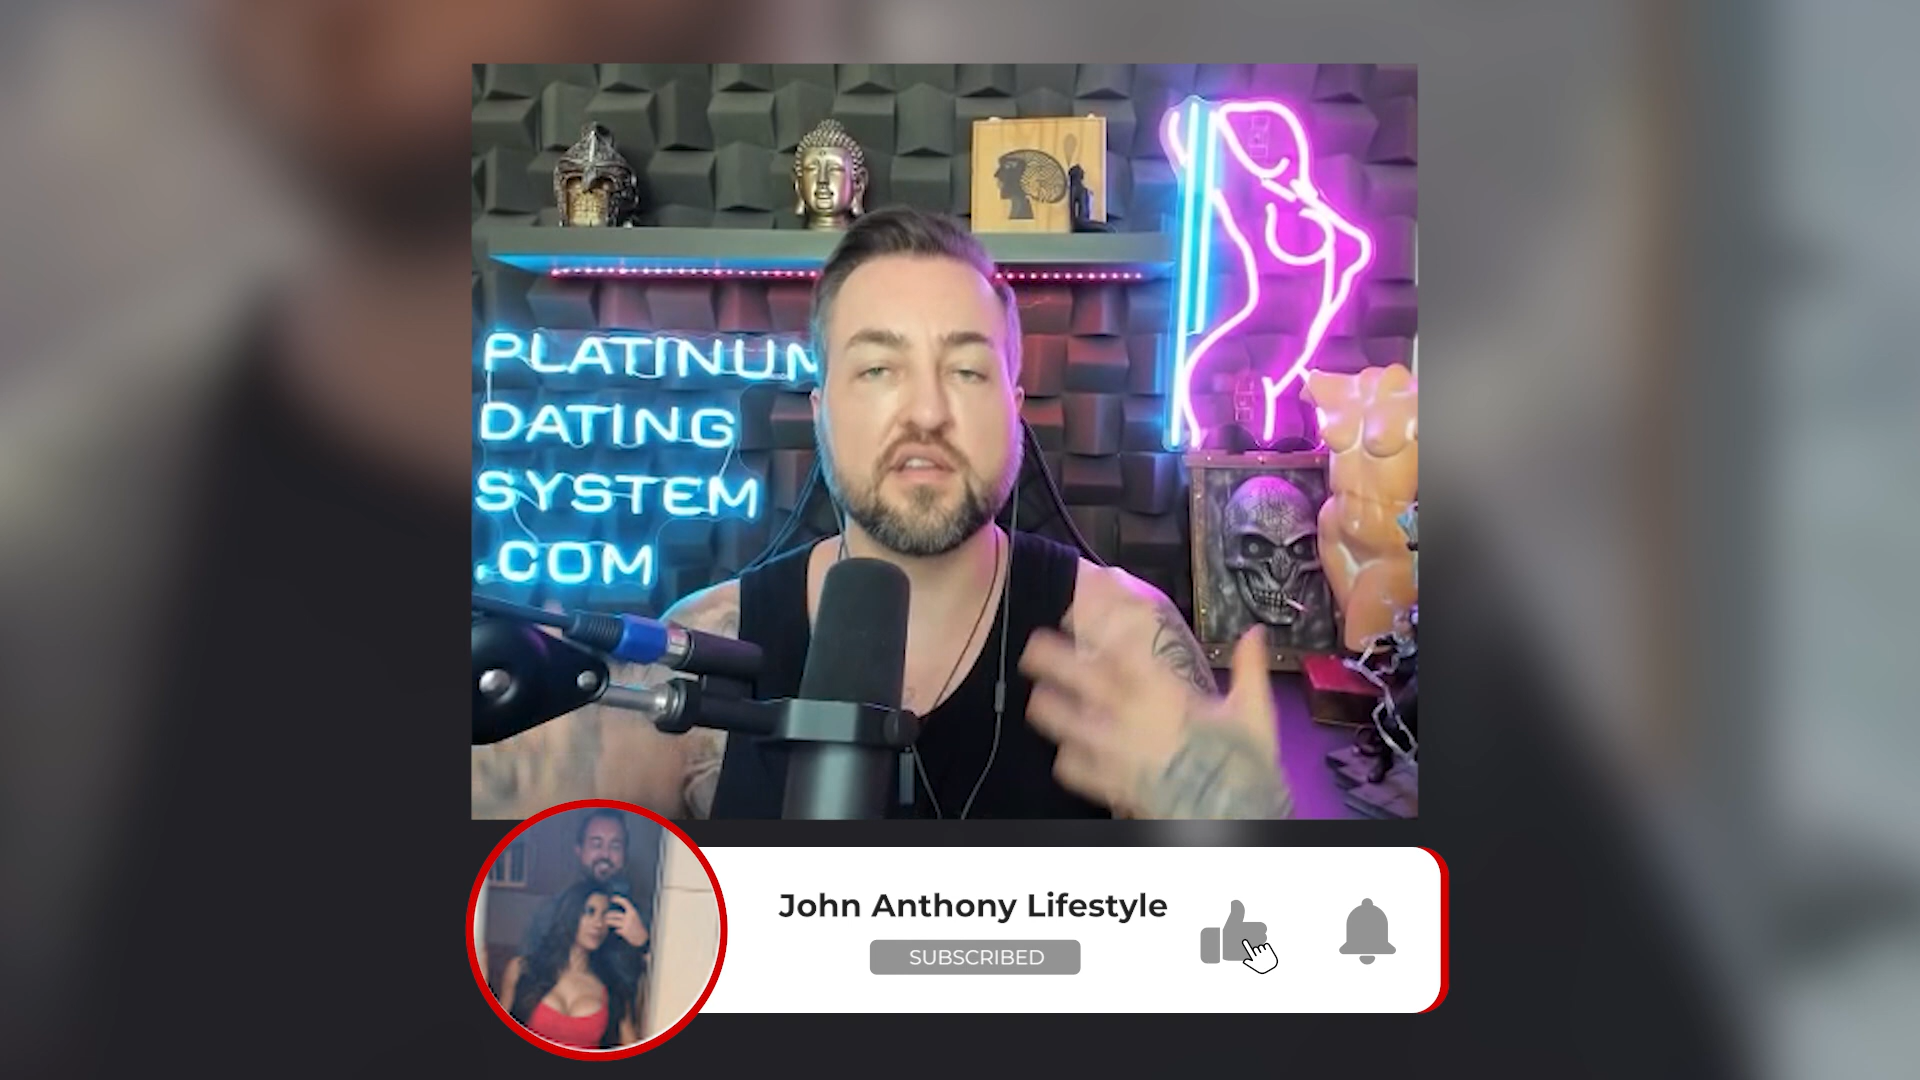 PLATINUM
DATING
SYSTEM
.COM
John Anthony Lifestyle
SUBSCRIBED